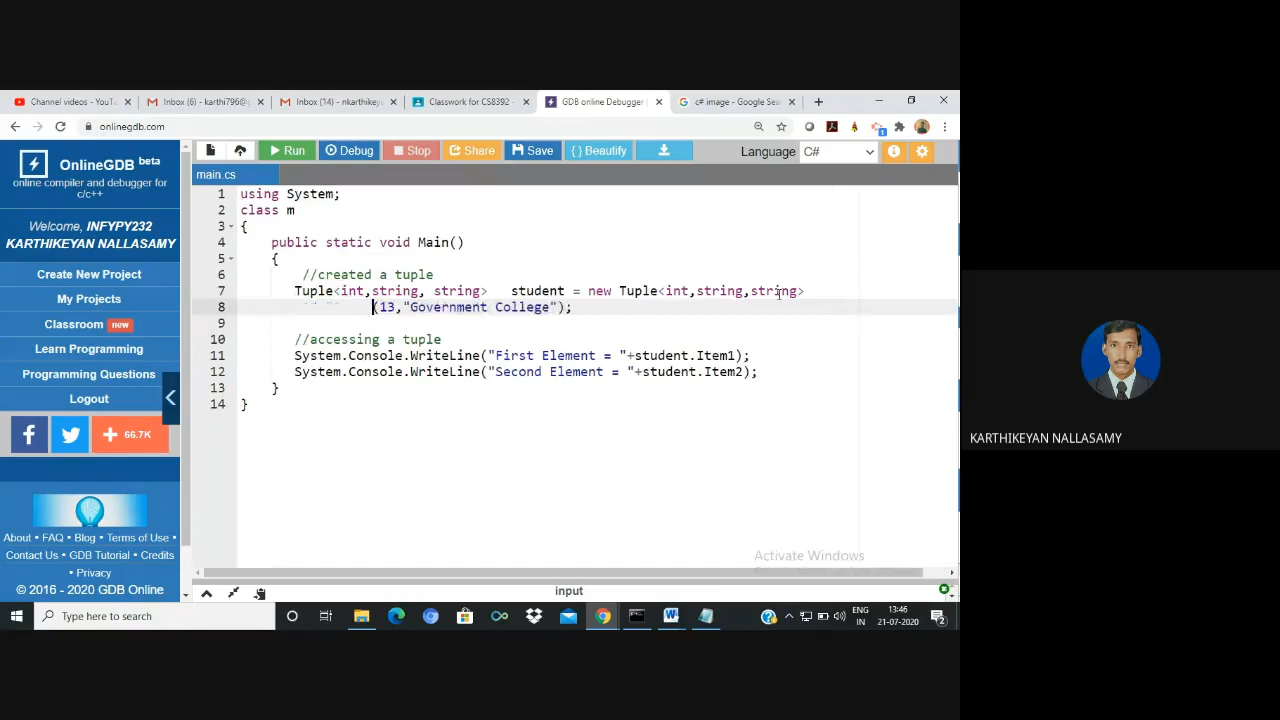 Channel videos - YouTu
Inbox (6) - karthi796@g
Inbox (14) - nkarthikeyu
Classwork for CS8392 -
GDB online Debugger |
c# image - Google Sea
onlinegdb.com
OnlineGDB beta
online compiler and debugger for
c/c++
Welcome, INFYPY232
KARTHIKEYAN NALLASAMY
Create New Project
My Projects
Classroom new
Learn Programming
Programming Questions
Logout
66.7K
About • FAQ • Blog • Terms of Use •
Contact Us • GDB Tutorial • Credits
• Privacy
© 2016 - 2020 GDB Online
Run
Debug
Stop
Share
Save
{ } Beautify
Language C#
main.cs
1 using System;
2 class m
3 {
4 public static void Main()
5 {
6 //created a tuple
7 Tuple<int,string, string> student = new Tuple<int,string,string>
8 (13,"Government College");
9
10 //accessing a tuple
11 System.Console.WriteLine("First Element = "+student.Item1);
12 System.Console.WriteLine("Second Element = "+student.Item2);
13 }
14 }
Activate Windows
input
Type here to search
ENG
IN
13:46
21-07-2020
2
KARTHIKEYAN NALLASAMY